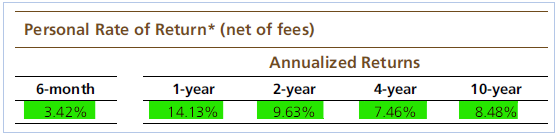 Personal Rate of Return* (net of fees)
Annualized Returns
6-month 1-year 2-year 4-year 10-year
3.42% 14.13% 9.63% 7.46% 8.48%